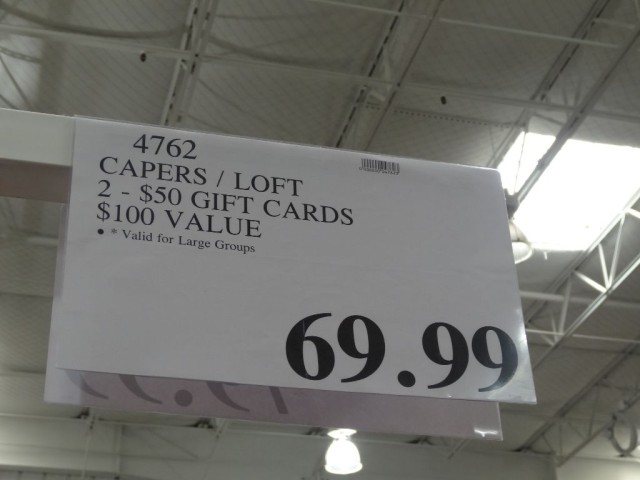 4762
CAPERS / LOFT
2 - $50 GIFT CARDS
$100 VALUE
• * Valid for Large Groups
69.99